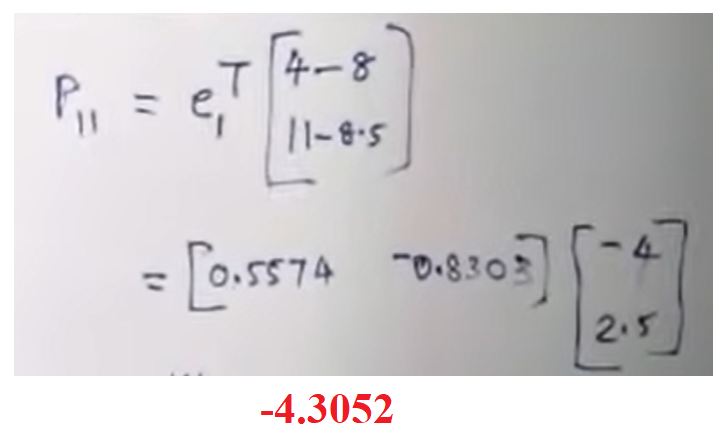 P₁₁ = e₁ᵀ [4-8
11-8.5]
= [0.5574 -0.8303] [-4
2.5]
-4.3052